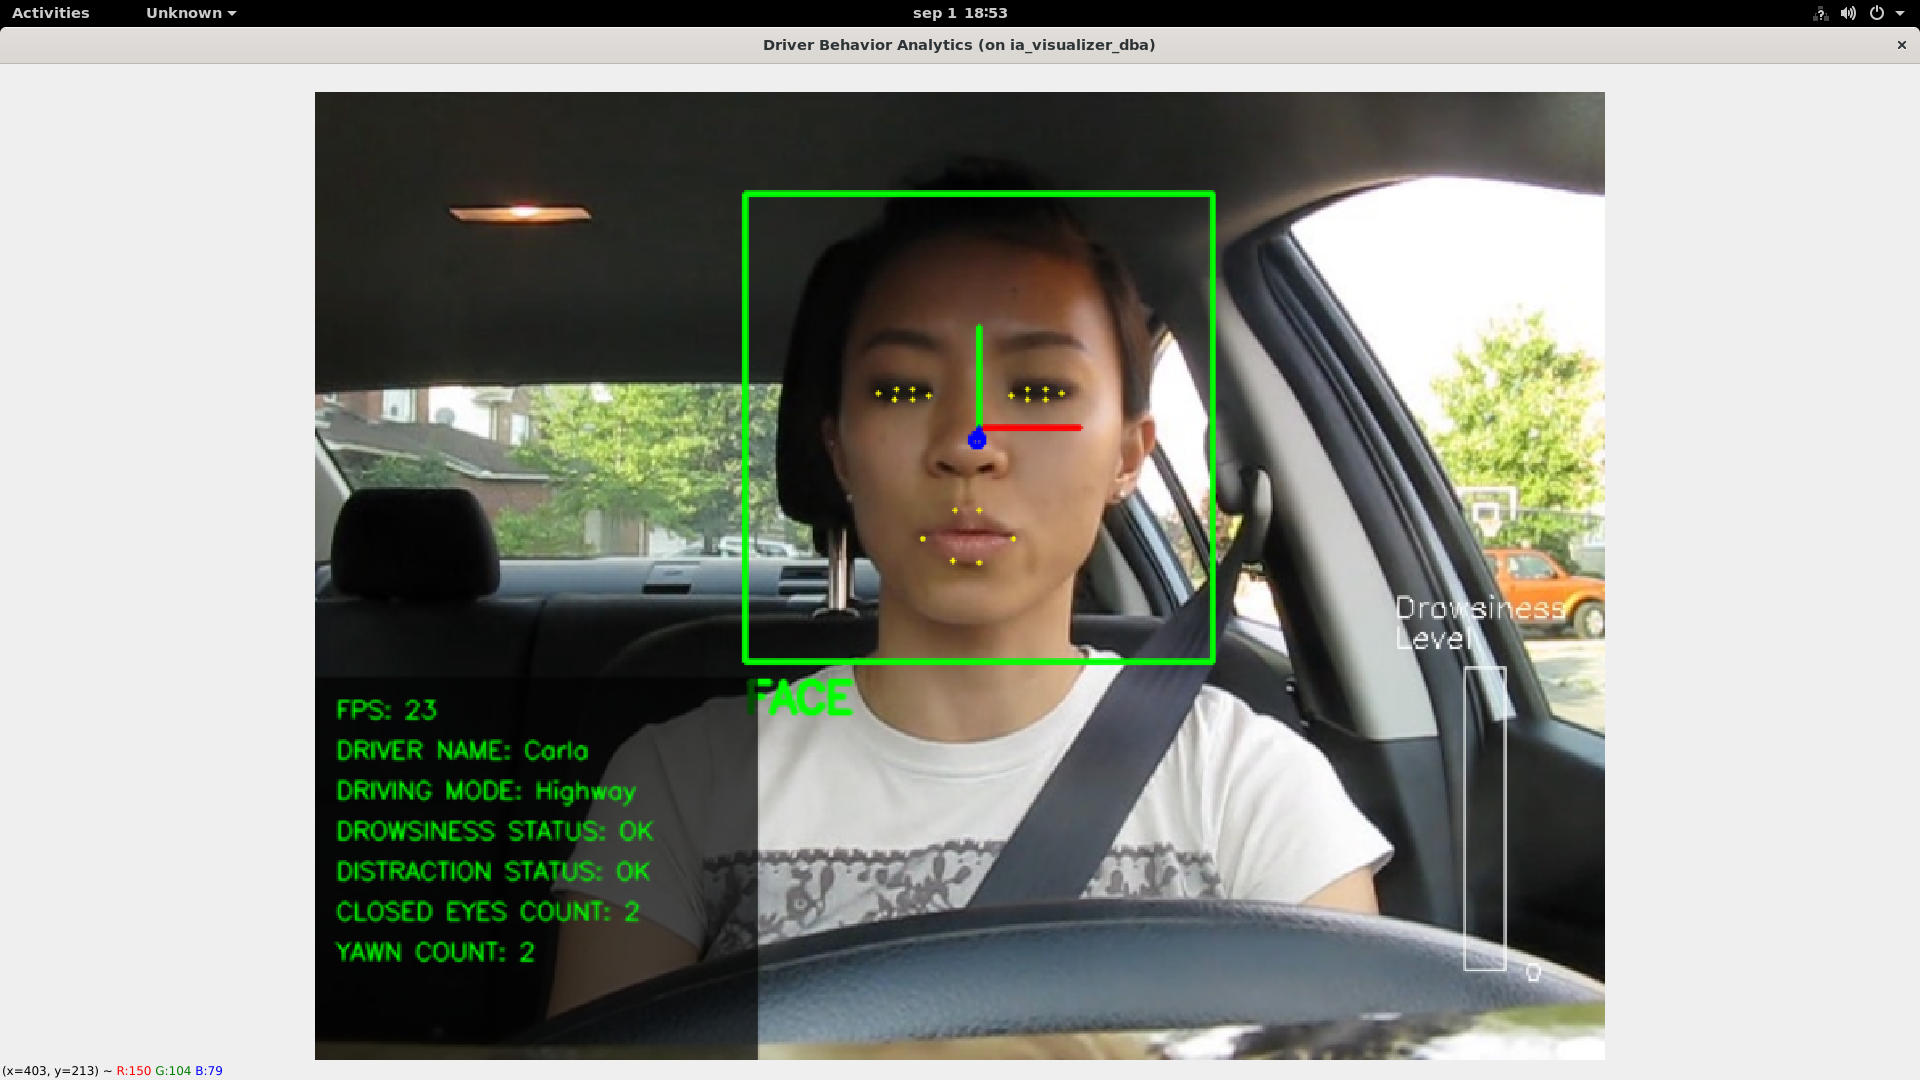 Activities
Unknown
sep 1 18:53
Driver Behavior Analytics (on ia_visualizer_dba)
FACE
Drowsiness
Level
0
FPS: 23
DRIVER NAME: Carla
DRIVING MODE: Highway
DROWSINESS STATUS: OK
DISTRACTION STATUS: OK
CLOSED EYES COUNT: 2
YAWN COUNT: 2
(x=403, y=213) ~ R:150 G:104 B:79